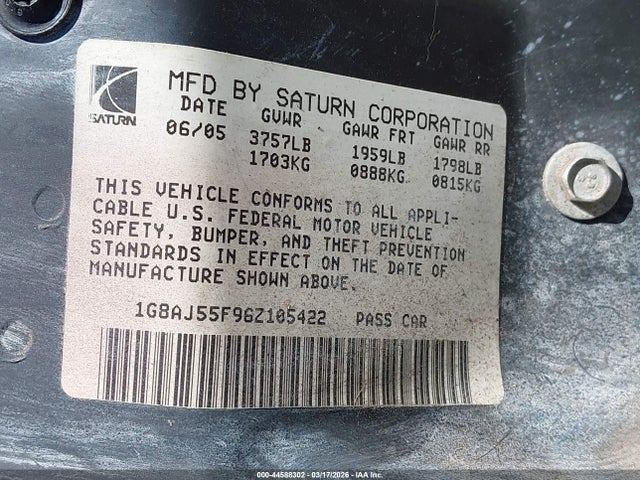 MFD BY SATURN CORPORATION
SATURN
DATE GVWR GAWR FRT GAWR RR
06/05 3757LB 1959LB 1798LB
1703KG 0888KG 0815KG
THIS VEHICLE CONFORMS TO ALL APPLI-
CABLE U.S. FEDERAL MOTOR VEHICLE
SAFETY, BUMPER, AND THEFT PREVENTION
STANDARDS IN EFFECT ON THE DATE OF
MANUFACTURE SHOWN ABOVE.
1G8AJ55F96Z105422 PASS CAR
000-44588302 - 03/17/2026 - IAA Inc.